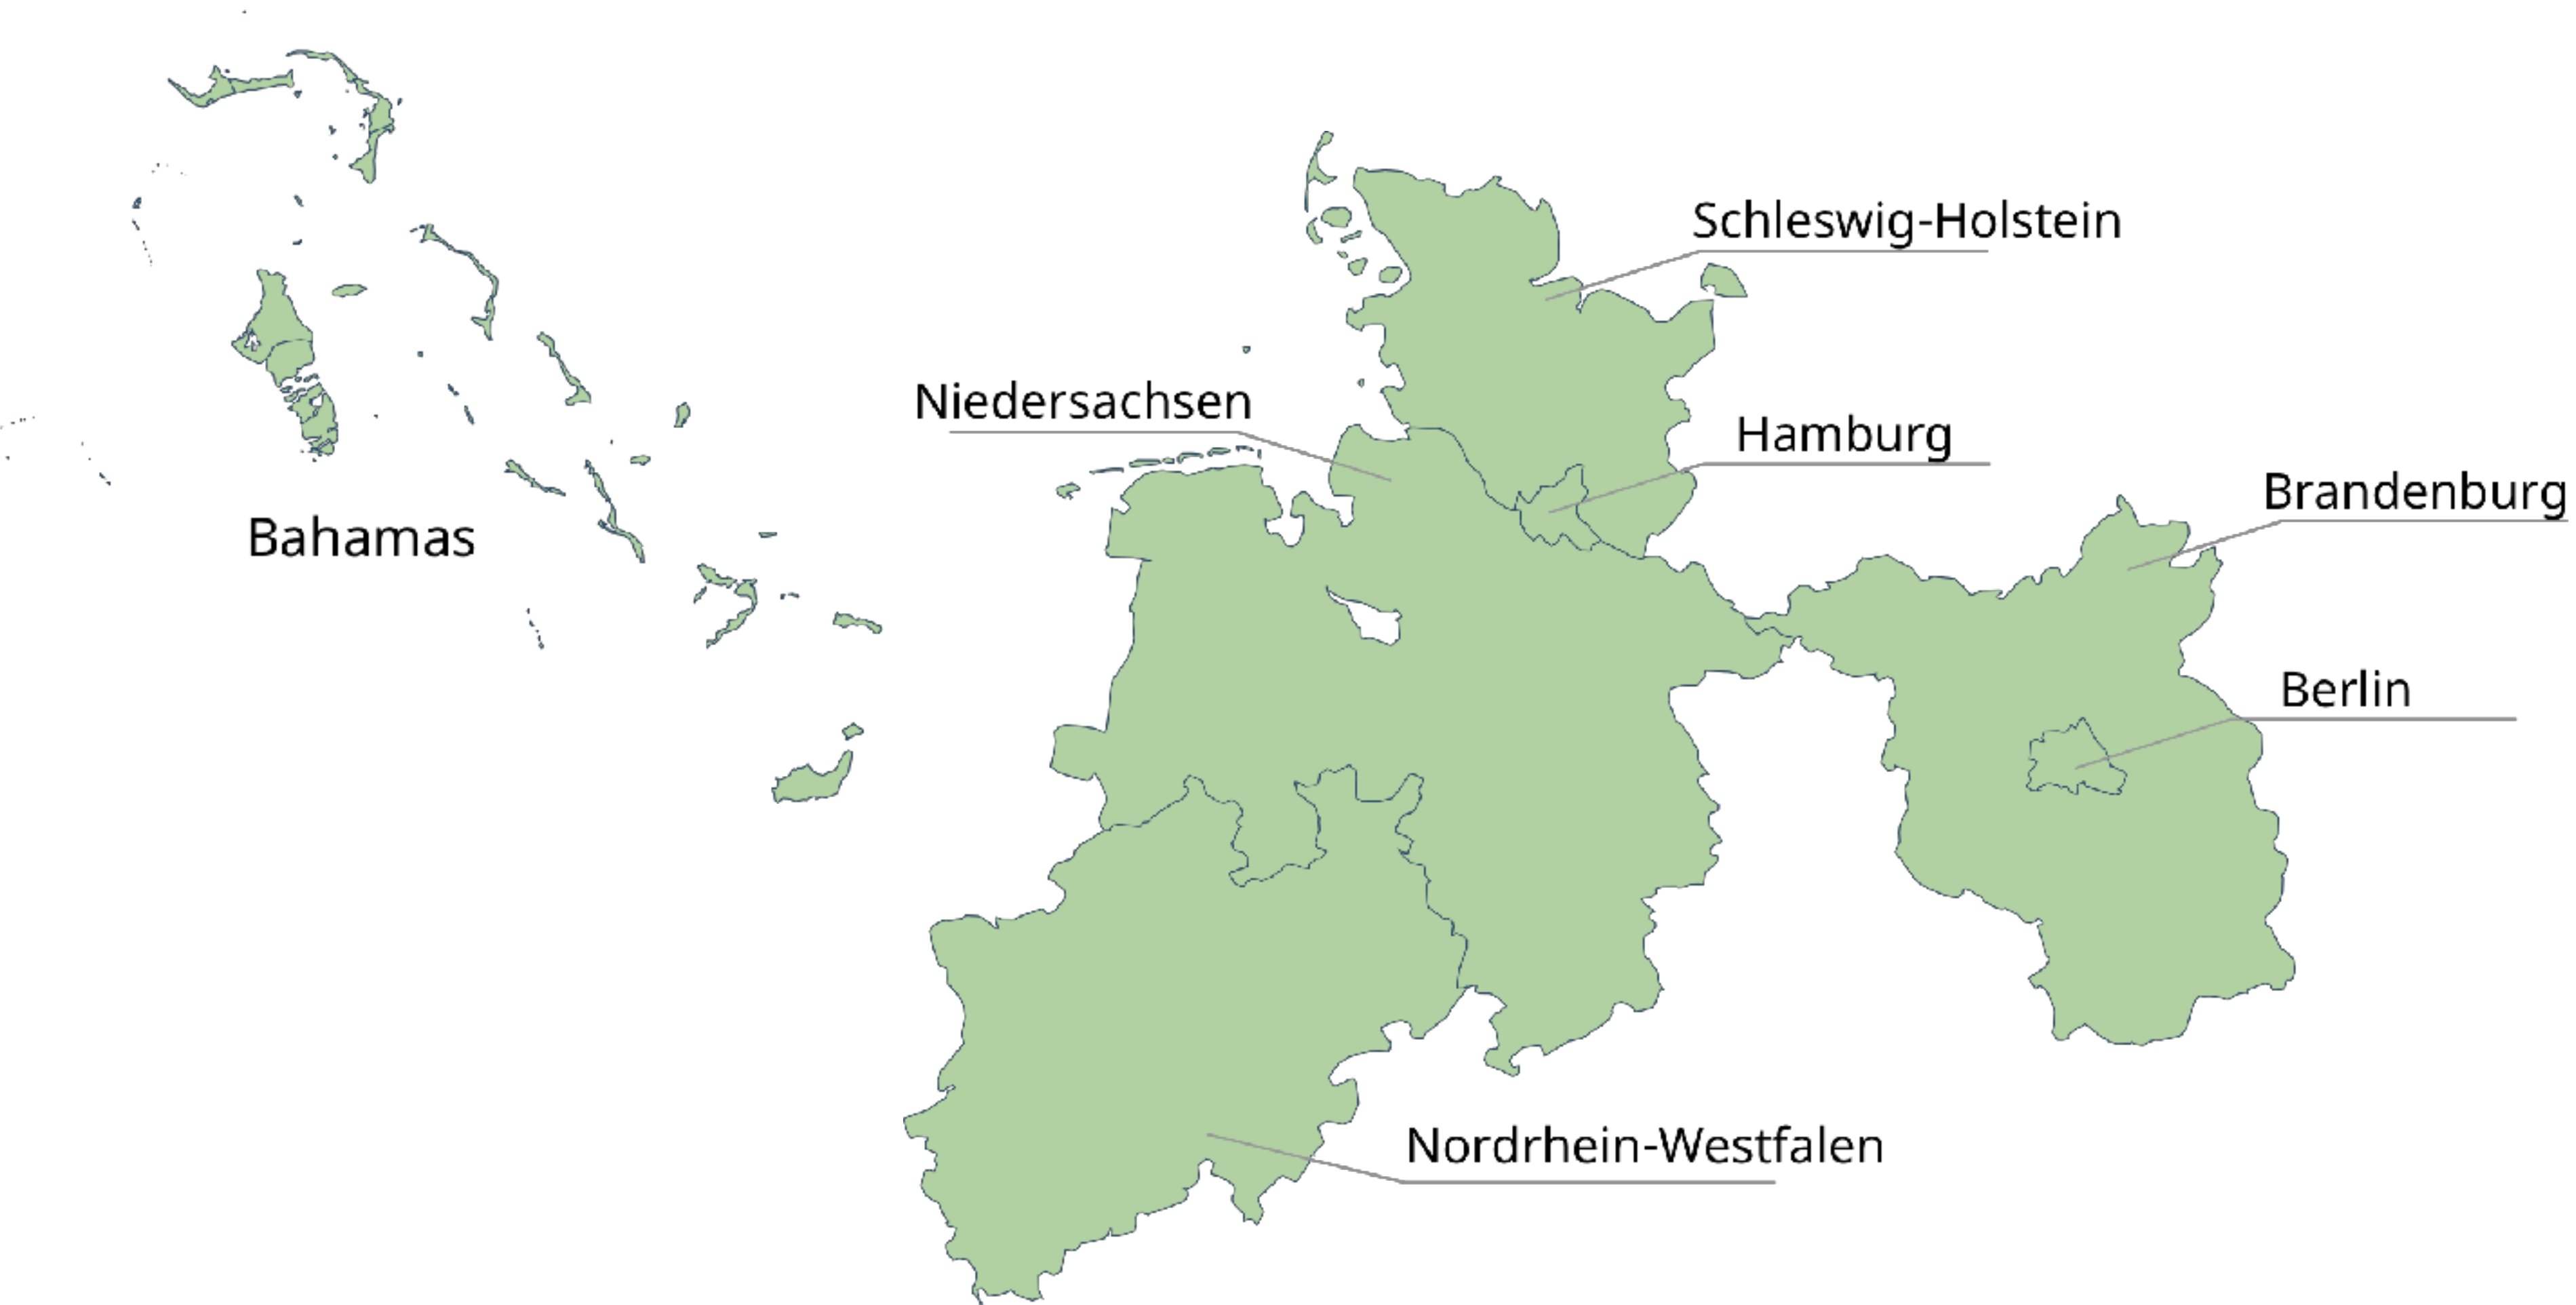 Schleswig-Holstein
Niedersachsen
Hamburg
Brandenburg
Bahamas
Berlin
Nordrhein-Westfalen